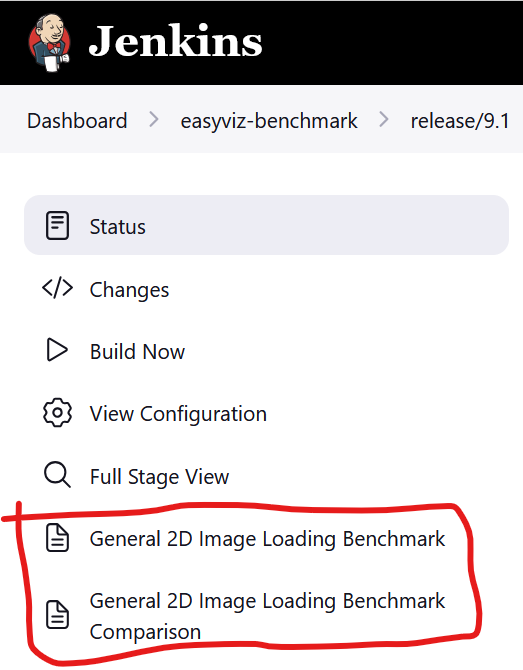 Jenkins
Dashboard > easyviz-benchmark > release/9.1
Status
Changes
Build Now
View Configuration
Full Stage View
General 2D Image Loading Benchmark
General 2D Image Loading Benchmark
Comparison